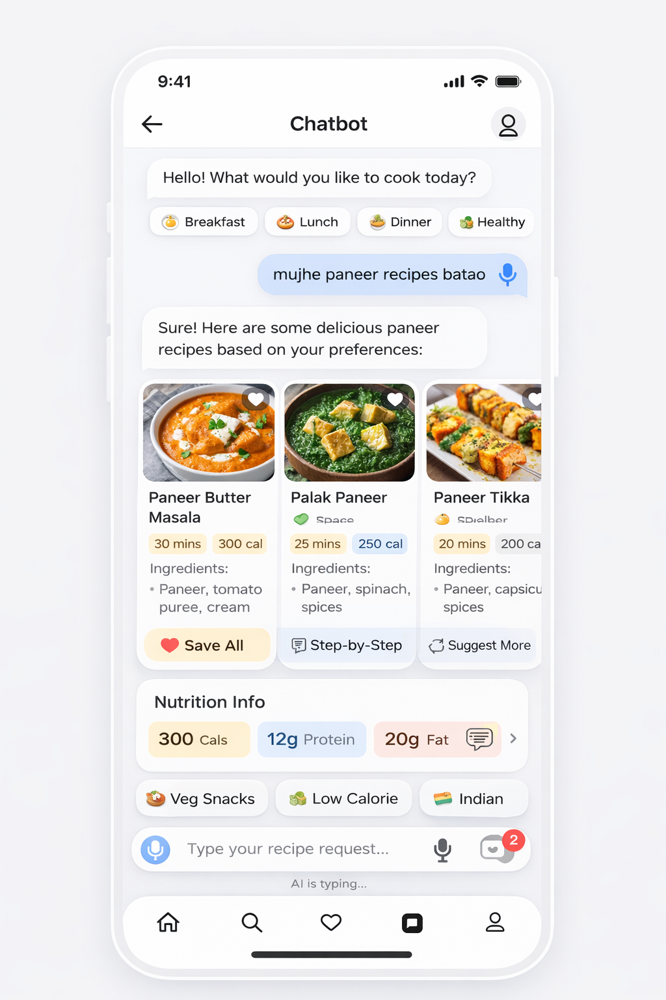 9:41
Chatbot
Hello! What would you like to cook today?
Breakfast Lunch Dinner Healthy
mujhe paneer recipes batao
Sure! Here are some delicious paneer
recipes based on your preferences:
Paneer Butter
Masala
30 mins 300 cal
Ingredients:
• Paneer, tomato
puree, cream
Save All
Palak Paneer
25 mins 250 cal
Ingredients:
• Paneer, spinach,
spices
Step-by-Step
Paneer Tikka
20 mins 200 ca
Ingredients:
• Paneer, capsicu
spices
Suggest More
Nutrition Info
300 Cals 12g Protein 20g Fat
Veg Snacks Low Calorie Indian
Type your recipe request... 2
AI is typing...